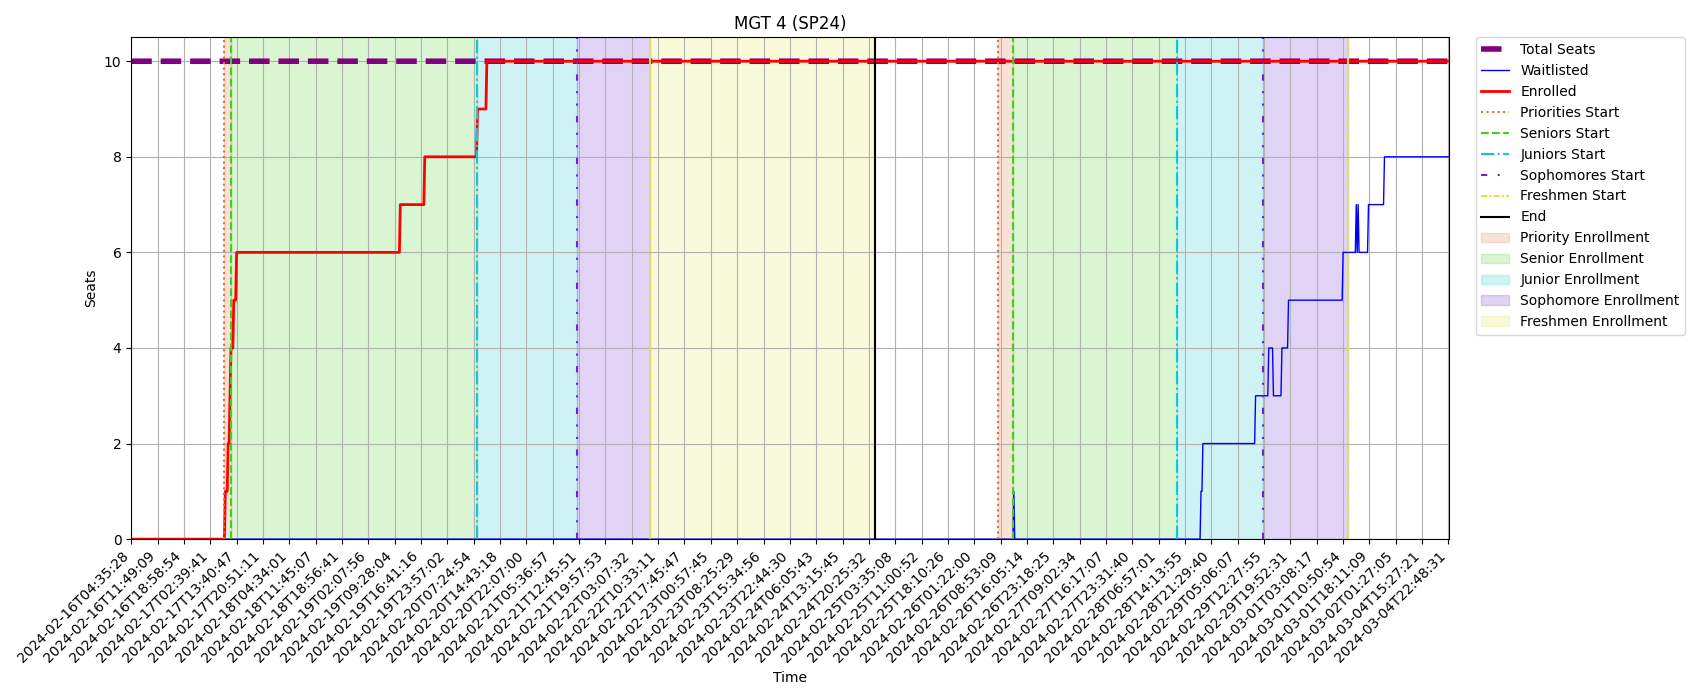 MGT 4 (SP24)
Seats
10
8
6
4
2
0
2024-02-16T04:35:28
2024-02-16T11:49:09
2024-02-16T18:58:54
2024-02-17T02:39:41
2024-02-17T13:40:47
2024-02-17T20:51:11
2024-02-18T04:34:01
2024-02-18T11:45:07
2024-02-18T18:56:41
2024-02-19T02:07:56
2024-02-19T09:28:04
2024-02-19T16:41:16
2024-02-19T23:57:02
2024-02-20T07:24:54
2024-02-20T14:43:18
2024-02-20T22:07:00
2024-02-21T05:36:57
2024-02-21T12:45:51
2024-02-21T19:57:53
2024-02-22T03:07:32
2024-02-22T10:33:11
2024-02-22T17:45:47
2024-02-23T00:57:45
2024-02-23T08:25:29
2024-02-23T15:34:56
2024-02-23T22:44:30
2024-02-24T06:05:43
2024-02-24T13:15:45
2024-02-24T20:25:32
2024-02-25T03:35:08
2024-02-25T11:00:52
2024-02-25T18:10:26
2024-02-26T01:22:00
2024-02-26T08:53:09
2024-02-26T16:05:14
2024-02-26T23:18:25
2024-02-27T09:02:34
2024-02-27T16:17:07
2024-02-27T23:31:40
2024-02-28T06:57:01
2024-02-28T14:13:55
2024-02-28T21:29:40
2024-02-29T05:06:07
2024-02-29T12:27:55
2024-02-29T19:52:31
2024-03-01T03:08:17
2024-03-01T10:50:54
2024-03-01T18:11:09
2024-03-02T01:27:05
2024-03-04T15:27:21
2024-03-04T22:48:31
Time
Total Seats
Waitlisted
Enrolled
Priorities Start
Seniors Start
Juniors Start
Sophomores Start
Freshmen Start
End
Priority Enrollment
Senior Enrollment
Junior Enrollment
Sophomore Enrollment
Freshmen Enrollment